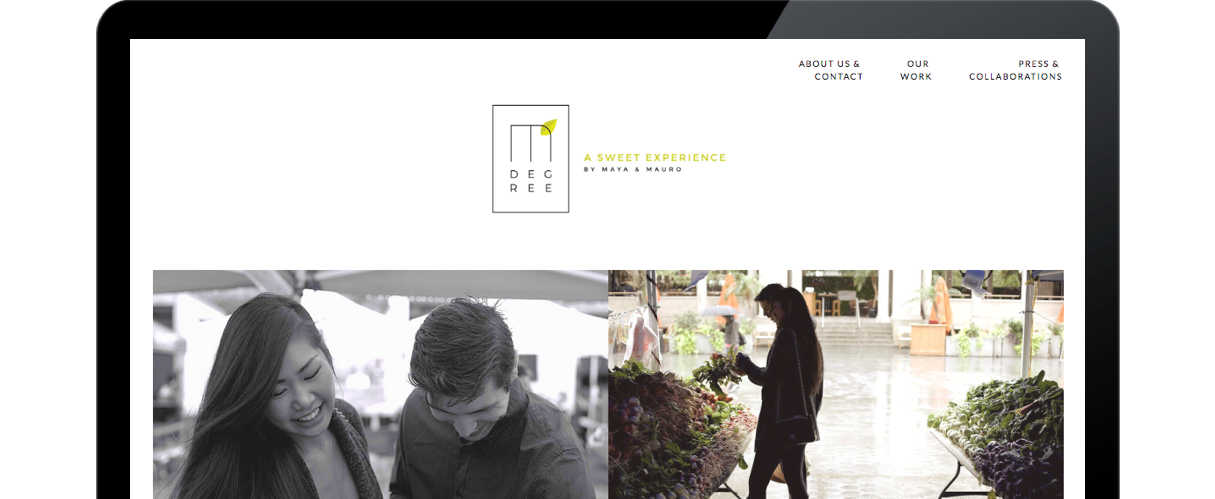 ABOUT US &
CONTACT
OUR
WORK
PRESS &
COLLABORATIONS
DEG
REE
A SWEET EXPERIENCE
BY MAYA & MAURO